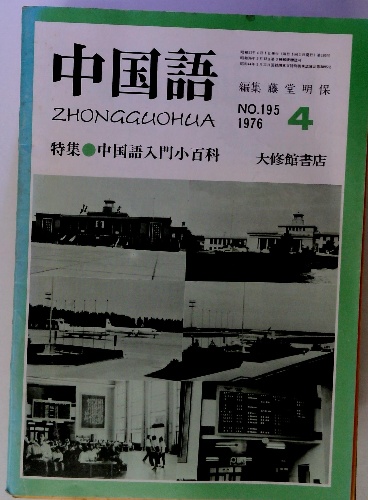 中国語
ZHONGGUOHUA
編集 藤堂明保
NO.195
1976
4
特集●中国語入門小百科
大修館書店